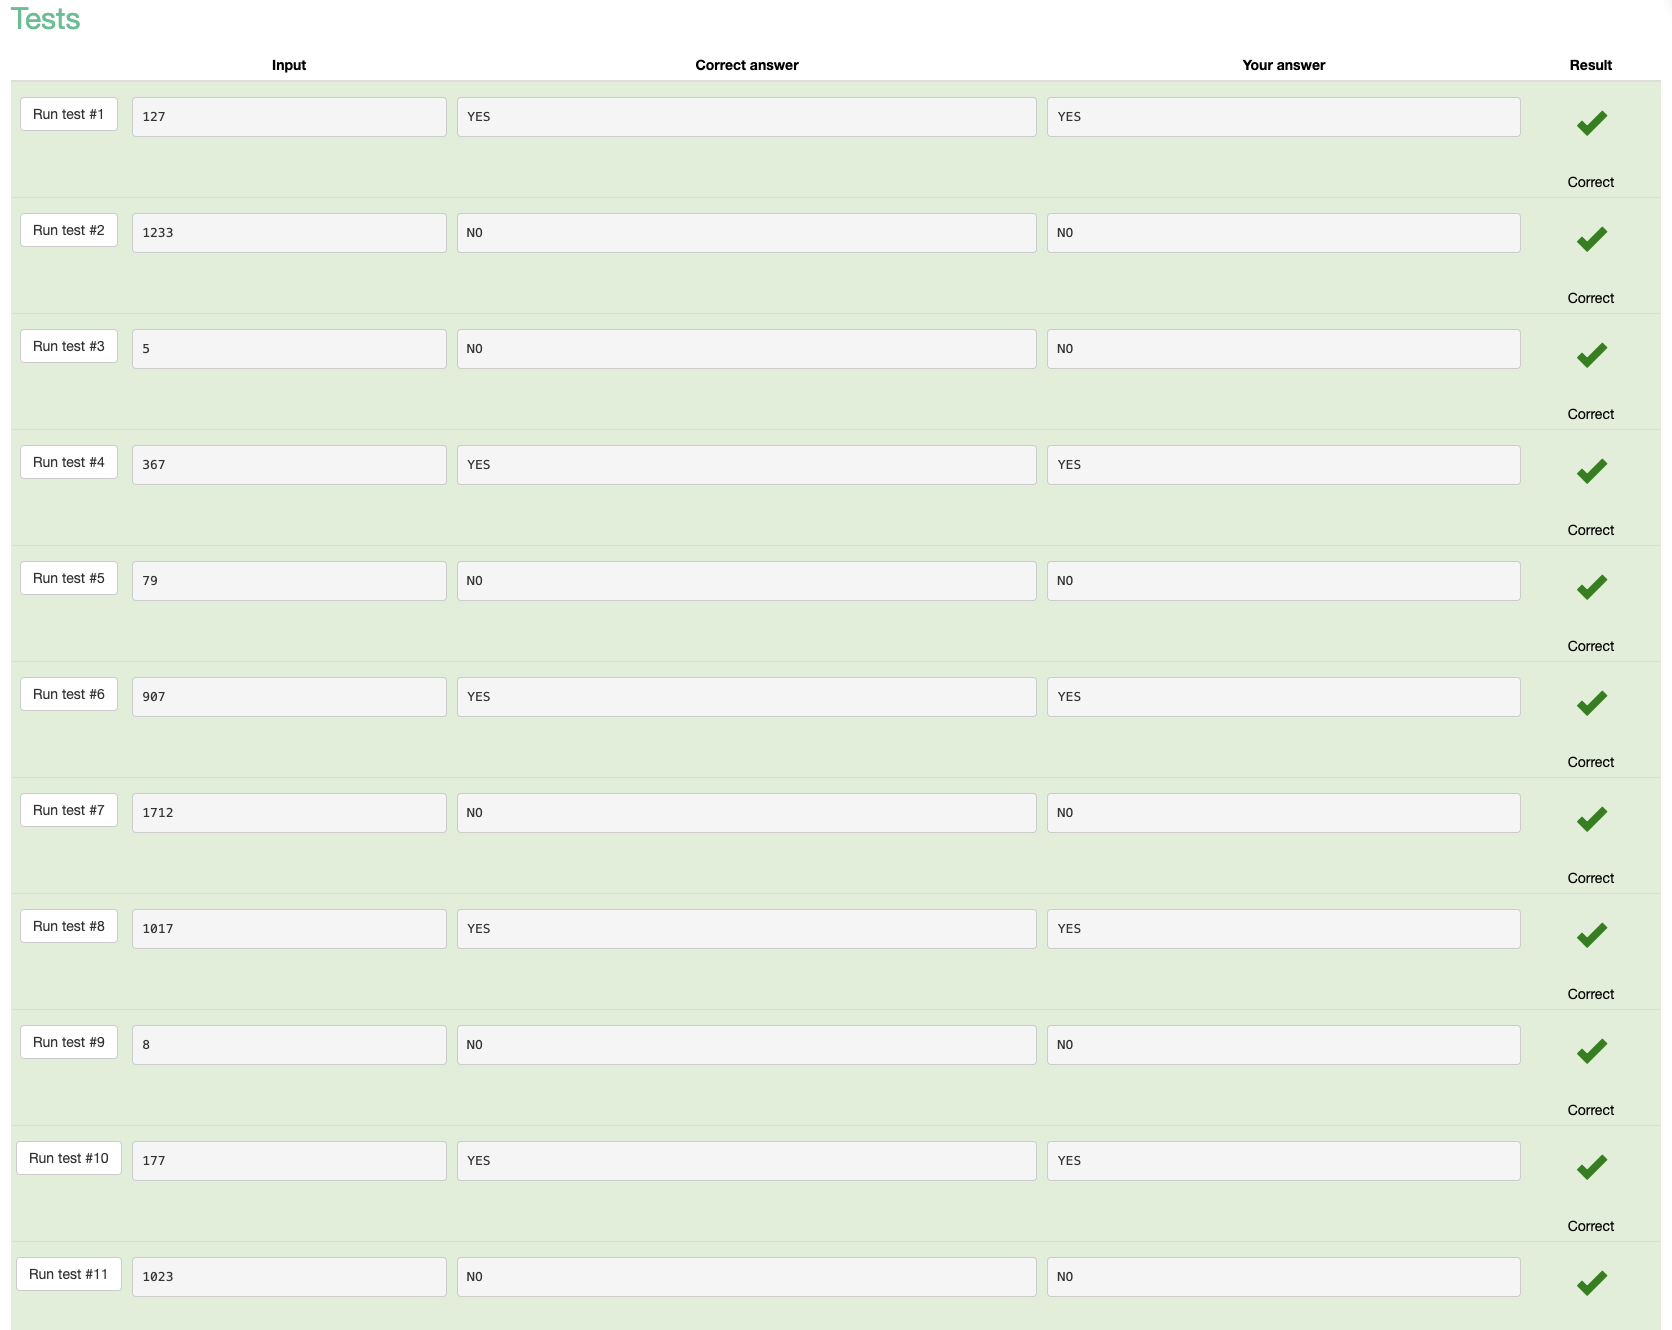 Tests
Input Correct answer Your answer Result
Run test #1 127 YES YES
Correct
Run test #2 1233 NO NO
Correct
Run test #3 5 NO NO
Correct
Run test #4 367 YES YES
Correct
Run test #5 79 NO NO
Correct
Run test #6 907 YES YES
Correct
Run test #7 1712 NO NO
Correct
Run test #8 1017 YES YES
Correct
Run test #9 8 NO NO
Correct
Run test #10 177 YES YES
Correct
Run test #11 1023 NO NO